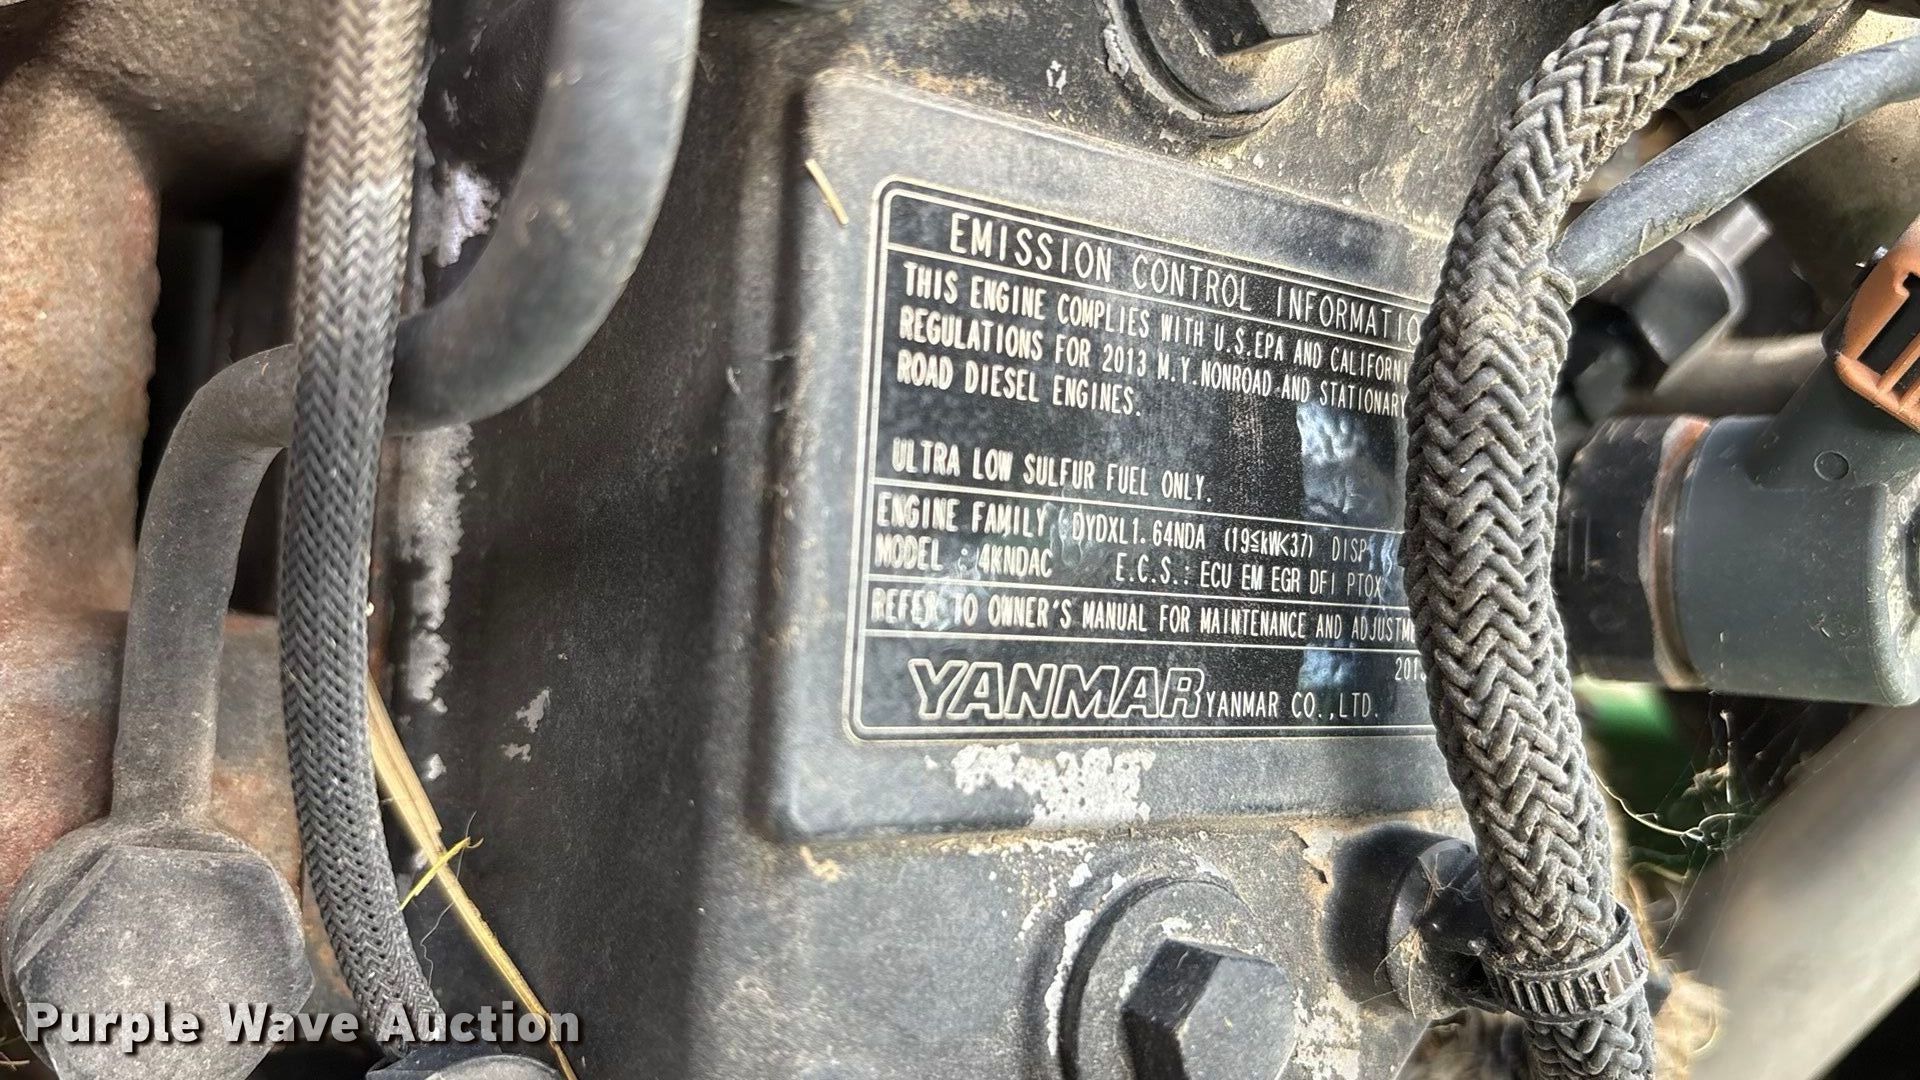 EMISSION CONTROL INFORMATIO
THIS ENGINE COMPLIES WITH U.S.EPA AND CALIFORNI
REGULATIONS FOR 2013 M.Y.NONROAD AND STATIONARY
ROAD DIESEL ENGINES.
ULTRA LOW SULFUR FUEL ONLY.
ENGINE FAMILY : DYDXL1.64NDA (19≦kW<37) DISP
MODEL : 4KNDAC E.C.S.: ECU EM EGR DFI PTOX
REFER TO OWNER'S MANUAL FOR MAINTENANCE AND ADJUSTME
201
YANMAR YANMAR CO.,LTD.
Purple Wave Auction